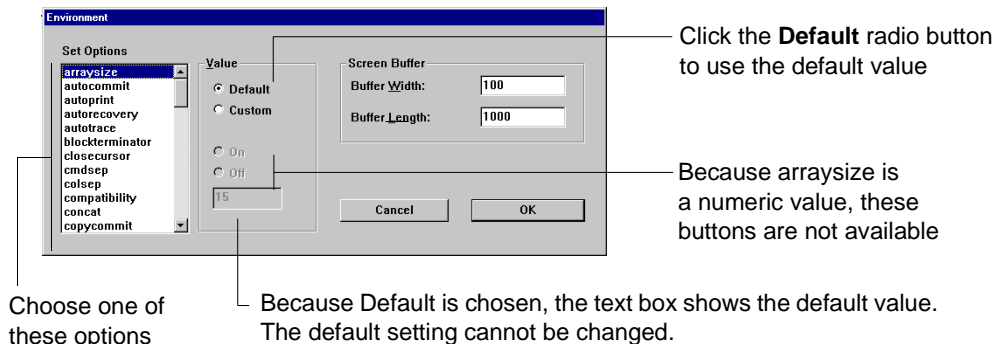 Environment
Set Options
arraysize
autocommit
autoprint
autorecovery
autotrace
blockterminator
closecursor
cmdsep
colsep
compatibility
concat
copycommit
Value
Default
Custom
On
Off
15
Screen Buffer
Buffer Width:
100
Buffer Length:
1000
Cancel
OK
Click the Default radio button
to use the default value
Because arraysize is
a numeric value, these
buttons are not available
Choose one of
these options
Because Default is chosen, the text box shows the default value.
The default setting cannot be changed.